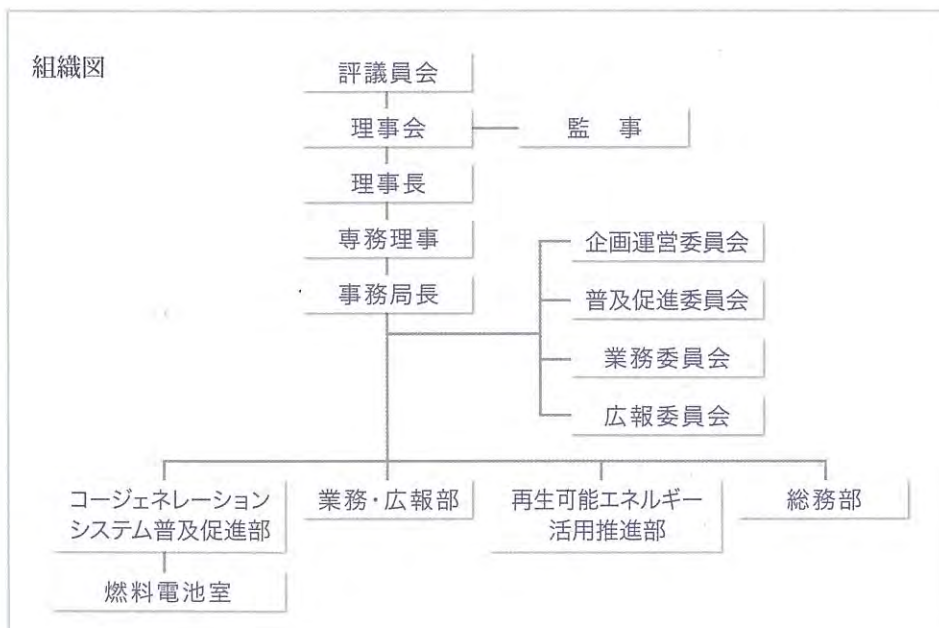 組織図
評議員会
理事会
監　事
理事長
専務理事
事務局長
企画運営委員会
普及促進委員会
業務委員会
広報委員会
コージェネレーション
システム普及促進部
業務・広報部
再生可能エネルギー
活用推進部
総務部
燃料電池室